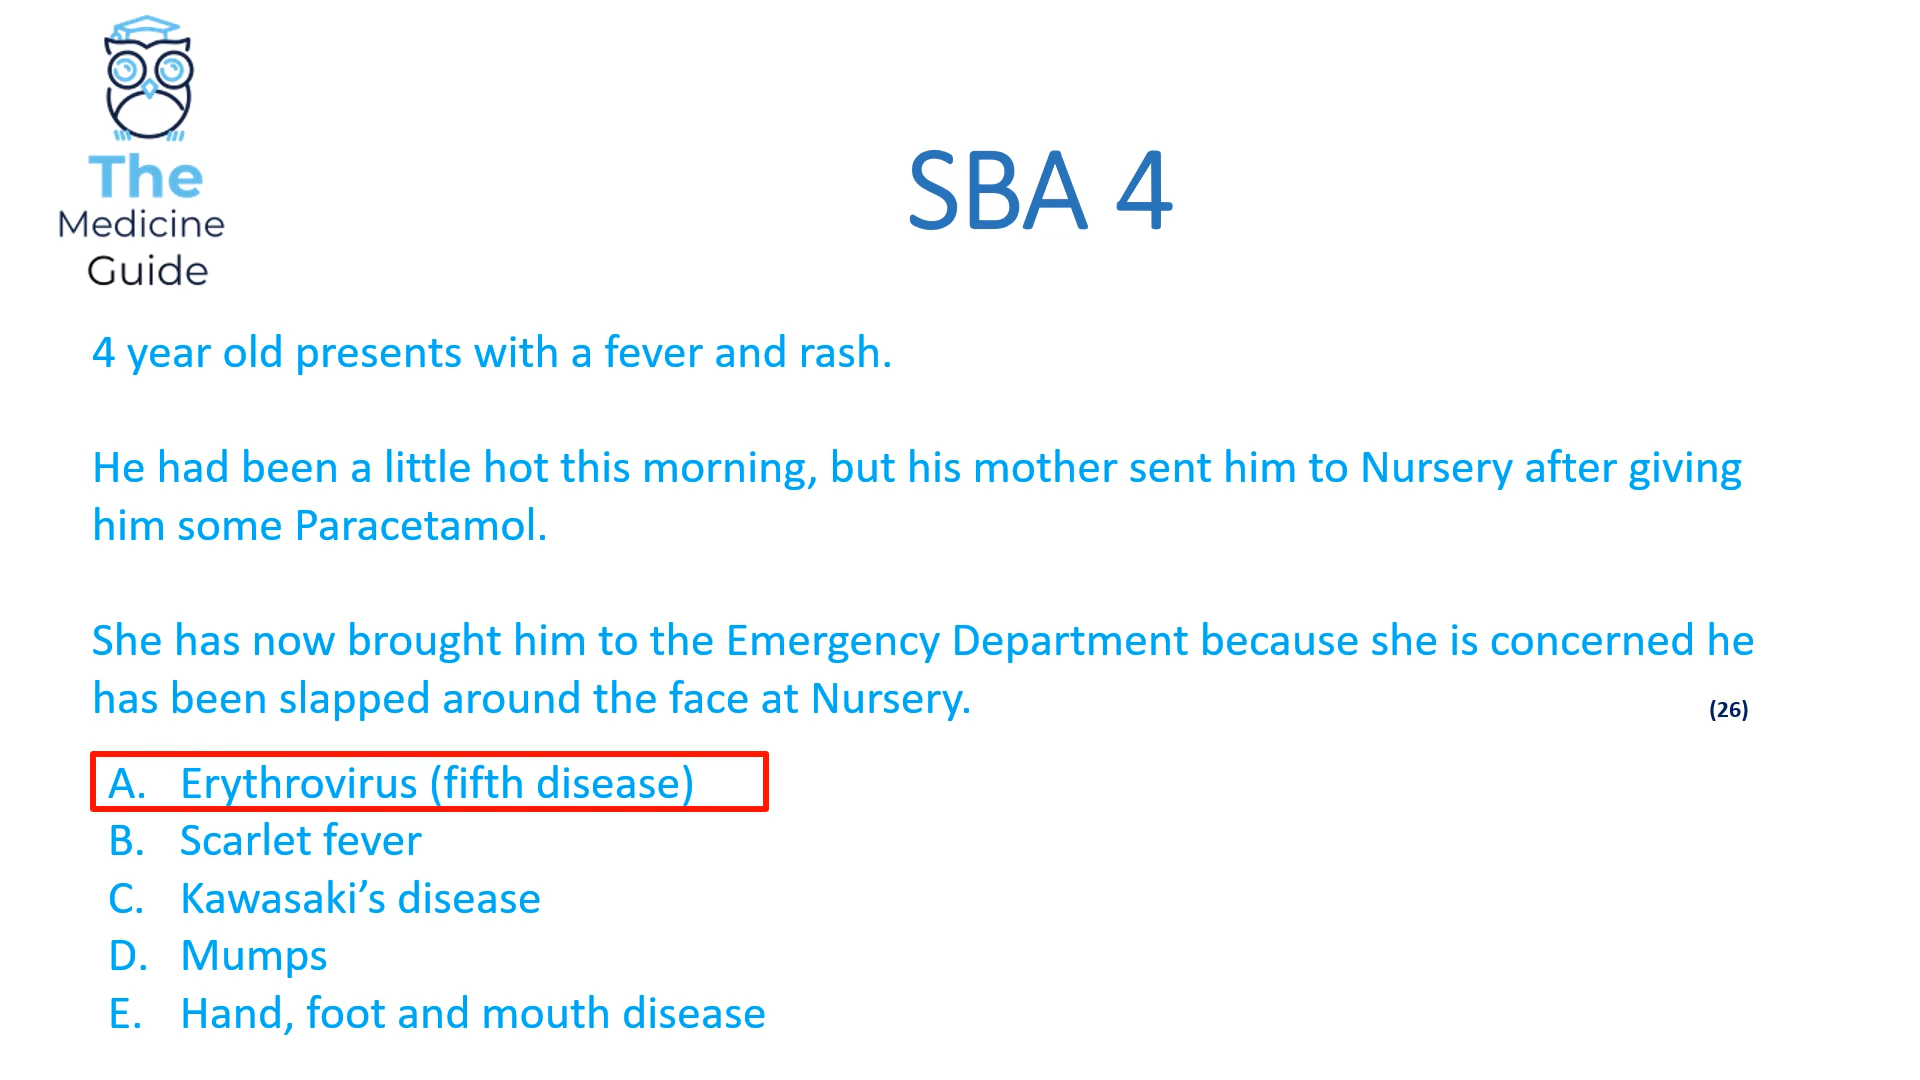 The
Medicine
Guide
SBA 4
4 year old presents with a fever and rash.
He had been a little hot this morning, but his mother sent him to Nursery after giving
him some Paracetamol.
She has now brought him to the Emergency Department because she is concerned he
has been slapped around the face at Nursery.
(26)
A. Erythrovirus (fifth disease)
B. Scarlet fever
C. Kawasaki’s disease
D. Mumps
E. Hand, foot and mouth disease